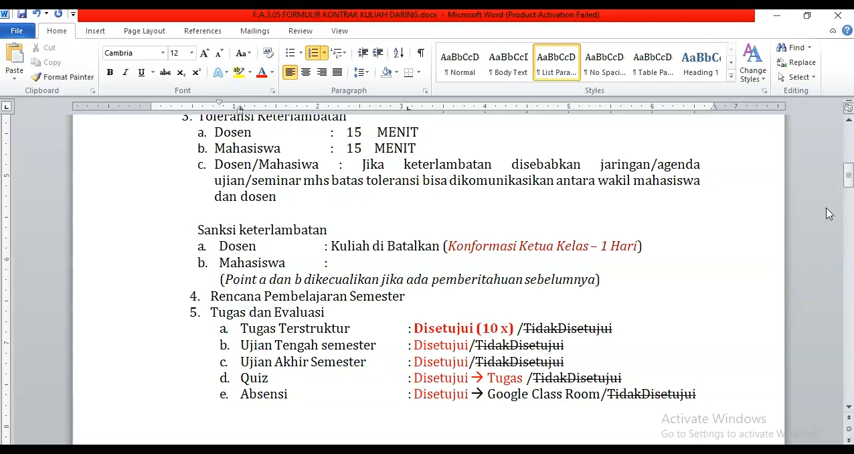 F.A.3.05-FORMULIR KONTRAK KULIAH DARING.docx - Microsoft Word (Product Activation Failed)
File Home Insert Page Layout References Mailings Review View
Paste
Cut
Copy
Format Painter
Clipboard
Cambria 12
Font
Paragraph
AaBbCcD AaBbCcD AaBbCcD AaBbCcD AaBbCcD AaBbC
¶ Normal ¶ Body Text ¶ List Para... ¶ No Spaci... ¶ Table Pa... Heading 1
Styles
Change Styles
Find
Replace
Select
Editing
3. Toleransi Keterlambatan
a. Dosen : 15 MENIT
b. Mahasiswa : 15 MENIT
c. Dosen/Mahasiwa : Jika keterlambatan disebabkan jaringan/agenda
ujian/seminar mhs batas toleransi bisa dikomunikasikan antara wakil mahasiswa
dan dosen
Sanksi keterlambatan
a. Dosen : Kuliah di Batalkan (Konformasi Ketua Kelas – 1 Hari)
b. Mahasiswa :
(Point a dan b dikecualikan jika ada pemberitahuan sebelumnya)
4. Rencana Pembelajaran Semester
5. Tugas dan Evaluasi
a. Tugas Terstruktur : Disetujui (10 x) /TidakDisetujui
b. Ujian Tengah semester : Disetujui/TidakDisetujui
c. Ujian Akhir Semester : Disetujui/TidakDisetujui
d. Quiz : Disetujui → Tugas /TidakDisetujui
e. Absensi : Disetujui → Google Class Room/TidakDisetujui
Activate Windows
Go to Settings to activate